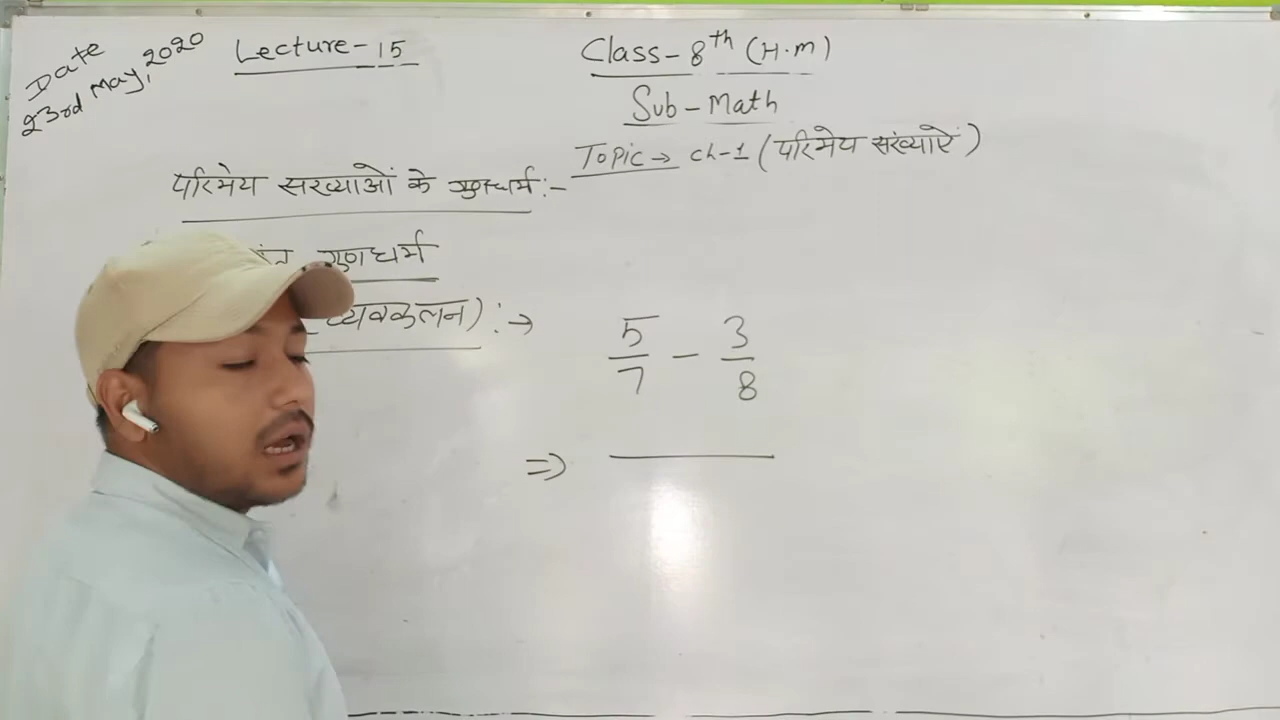 Date
23rd May, 2020
Lecture - 15
Class - 8th (H.m)
Sub - Math
Topic → ch-1 (परिमेय संख्याऐं)
परिमेय सख्याओं के गुणधर्म :-
गुणधर्म
व्यवकलन) :→
5/7 - 3/8
⇒